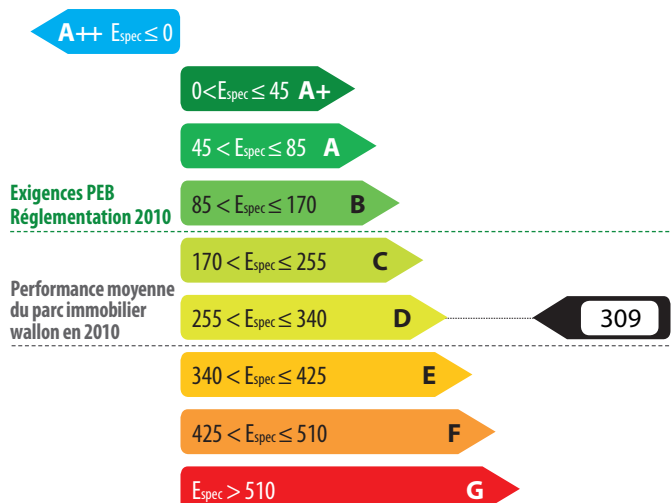 A++ Espec ≤ 0
0<Espec ≤ 45 A+
45 < Espec ≤ 85 A
Exigences PEB
Réglementation 2010
85 < Espec ≤ 170 B
170 < Espec ≤ 255 C
Performance moyenne
du parc immobilier
wallon en 2010
255 < Espec ≤ 340 D
309
340 < Espec ≤ 425 E
425 < Espec ≤ 510 F
Espec > 510 G